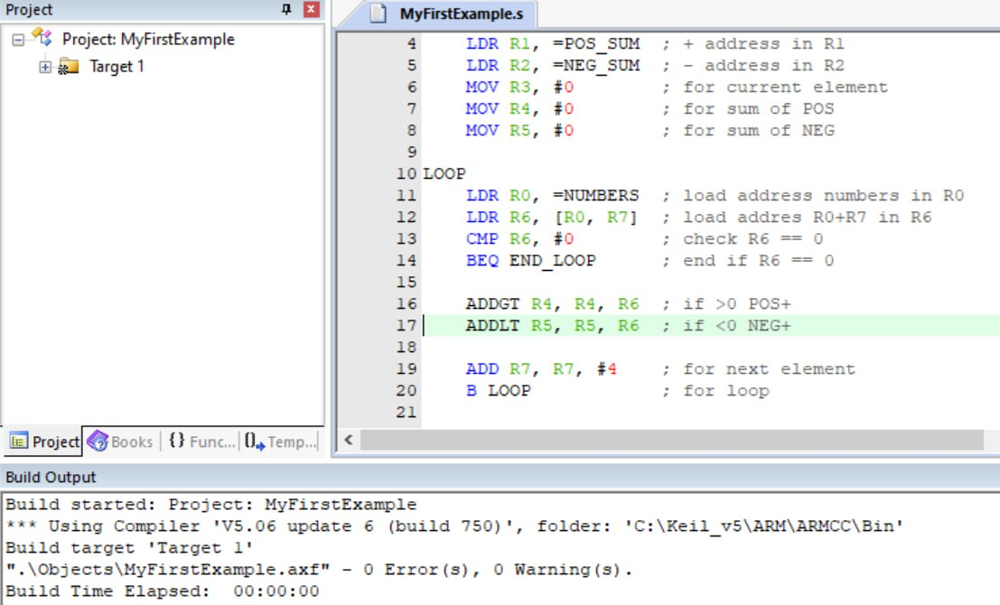 Project
Project: MyFirstExample
Target 1
Project Books {} Func... Temp...
MyFirstExample.s
4 LDR R1, =POS_SUM ; + address in R1
5 LDR R2, =NEG_SUM ; - address in R2
6 MOV R3, #0 ; for current element
7 MOV R4, #0 ; for sum of POS
8 MOV R5, #0 ; for sum of NEG
9
10 LOOP
11 LDR R0, =NUMBERS ; load address numbers in R0
12 LDR R6, [R0, R7] ; load addres R0+R7 in R6
13 CMP R6, #0 ; check R6 == 0
14 BEQ END_LOOP ; end if R6 == 0
15
16 ADDGT R4, R4, R6 ; if >0 POS+
17 ADDLT R5, R5, R6 ; if <0 NEG+
18
19 ADD R7, R7, #4 ; for next element
20 B LOOP ; for loop
21
Build Output
Build started: Project: MyFirstExample
*** Using Compiler 'V5.06 update 6 (build 750)', folder: 'C:\Keil_v5\ARM\ARMCC\Bin'
Build target 'Target 1'
".\Objects\MyFirstExample.axf" - 0 Error(s), 0 Warning(s).
Build Time Elapsed:  00:00:00